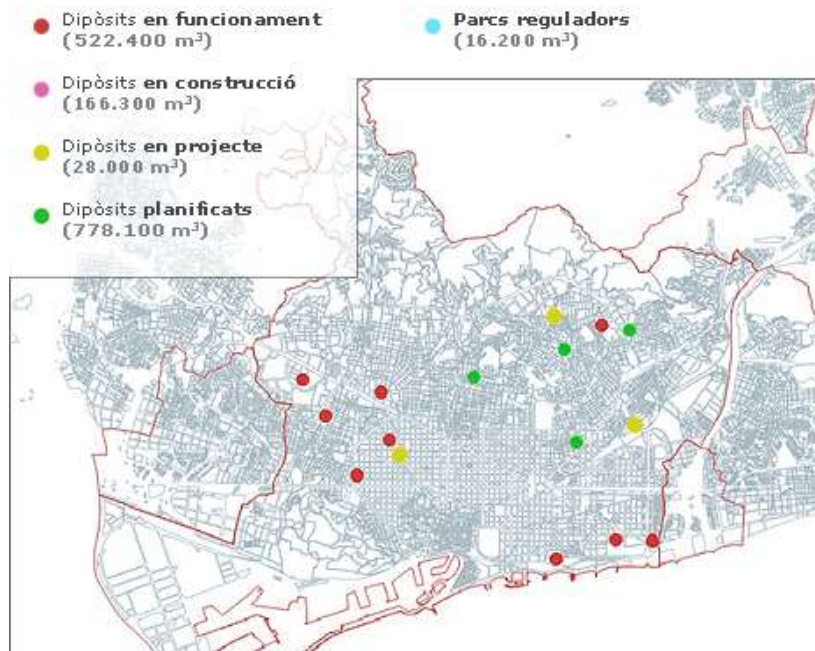 Dipòsits en funcionament
(522.400 m³)
Dipòsits en construcció
(166.300 m³)
Dipòsits en projecte
(28.000 m³)
Dipòsits planificats
(778.100 m³)
Parcs reguladors
(16.200 m³)